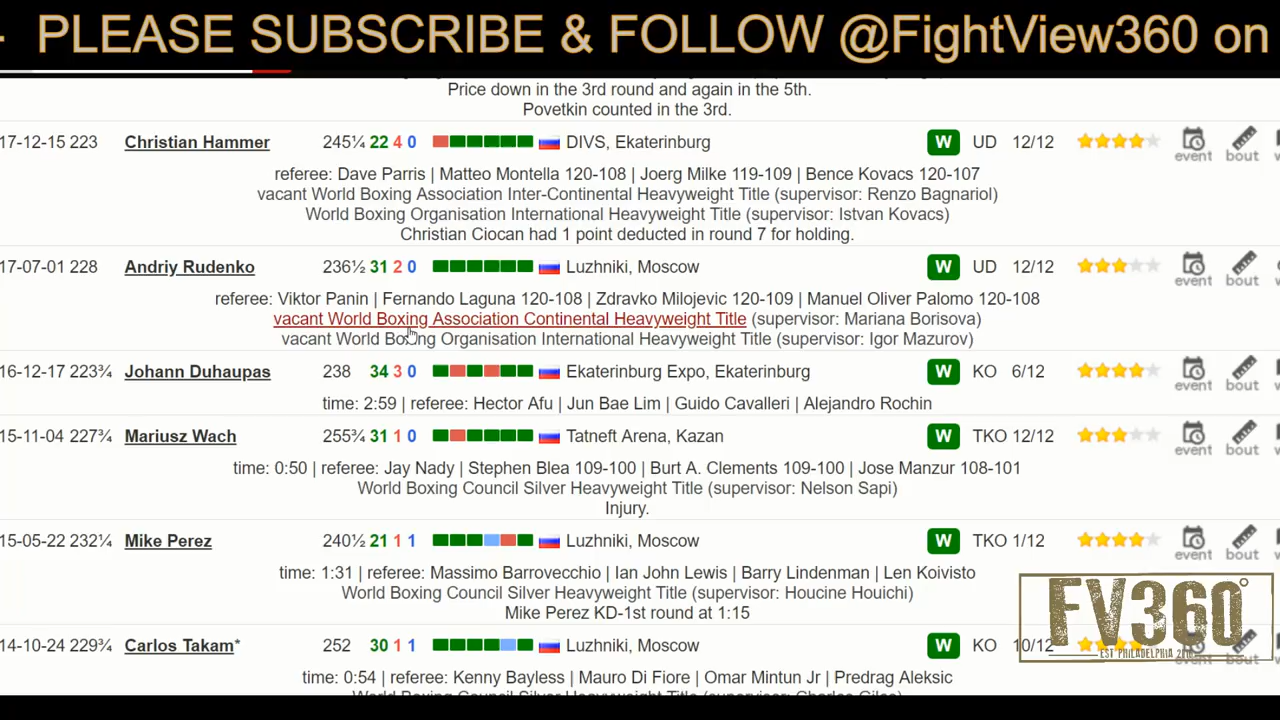 - PLEASE SUBSCRIBE & FOLLOW @FightView360 on
Price down in the 3rd round and again in the 5th.
Povetkin counted in the 3rd.
17-12-15 223 Christian Hammer 245¼ 22 4 0 DIVS, Ekaterinburg W UD 12/12 event bout
referee: Dave Parris | Matteo Montella 120-108 | Joerg Milke 119-109 | Bence Kovacs 120-107
vacant World Boxing Association Inter-Continental Heavyweight Title (supervisor: Renzo Bagnariol)
World Boxing Organisation International Heavyweight Title (supervisor: Istvan Kovacs)
Christian Ciocan had 1 point deducted in round 7 for holding.
17-07-01 228 Andriy Rudenko 236½ 31 2 0 Luzhniki, Moscow W UD 12/12 event bout
referee: Viktor Panin | Fernando Laguna 120-108 | Zdravko Milojevic 120-109 | Manuel Oliver Palomo 120-108
vacant World Boxing Association Continental Heavyweight Title (supervisor: Mariana Borisova)
vacant World Boxing Organisation International Heavyweight Title (supervisor: Igor Mazurov)
16-12-17 223¾ Johann Duhaupas 238 34 3 0 Ekaterinburg Expo, Ekaterinburg W KO 6/12 event bout
time: 2:59 | referee: Hector Afu | Jun Bae Lim | Guido Cavalleri | Alejandro Rochin
15-11-04 227¾ Mariusz Wach 255¾ 31 1 0 Tatneft Arena, Kazan W TKO 12/12 event bout
time: 0:50 | referee: Jay Nady | Stephen Blea 109-100 | Burt A. Clements 109-100 | Jose Manzur 108-101
World Boxing Council Silver Heavyweight Title (supervisor: Nelson Sapi)
Injury.
15-05-22 232¼ Mike Perez 240½ 21 1 1 Luzhniki, Moscow W TKO 1/12 event bout
time: 1:31 | referee: Massimo Barrovecchio | Ian John Lewis | Barry Lindenman | Len Koivisto
World Boxing Council Silver Heavyweight Title (supervisor: Houcine Houichi)
Mike Perez KD-1st round at 1:15
14-10-24 229¾ Carlos Takam* 252 30 1 1 Luzhniki, Moscow W KO 10/12
time: 0:54 | referee: Kenny Bayless | Mauro Di Fiore | Omar Mintun Jr | Predrag Aleksic
FV360°
EST PHILADELPHIA